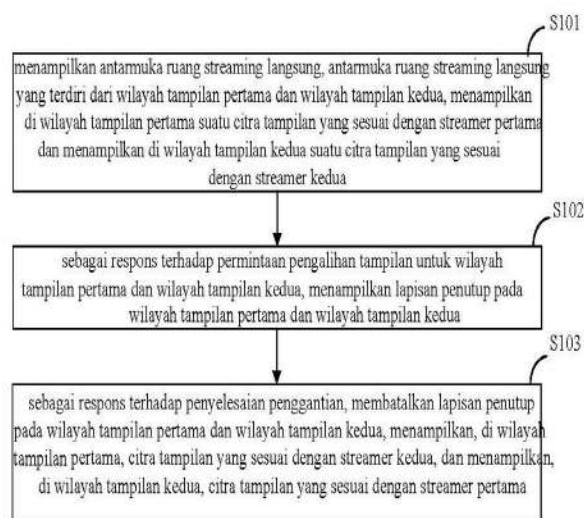 S101
menampilkan antarmuka ruang streaming langsung, antarmuka ruang streaming langsung
yang terdiri dari wilayah tampilan pertama dan wilayah tampilan kedua, menampilkan
di wilayah tampilan pertama suatu citra tampilan yang sesuai dengan streamer pertama
dan menampilkan di wilayah tampilan kedua suatu citra tampilan yang sesuai
dengan streamer kedua
S102
sebagai respons terhadap permintaan pengalihan tampilan untuk wilayah
tampilan pertama dan wilayah tampilan kedua, menampilkan lapisan penutup pada
wilayah tampilan pertama dan wilayah tampilan kedua
S103
sebagai respons terhadap penyelesaian penggantian, membatalkan lapisan penutup
pada wilayah tampilan pertama dan wilayah tampilan kedua, menampilkan, di wilayah
tampilan pertama, citra tampilan yang sesuai dengan streamer kedua, dan menampilkan,
di wilayah tampilan kedua, citra tampilan yang sesuai dengan streamer pertama